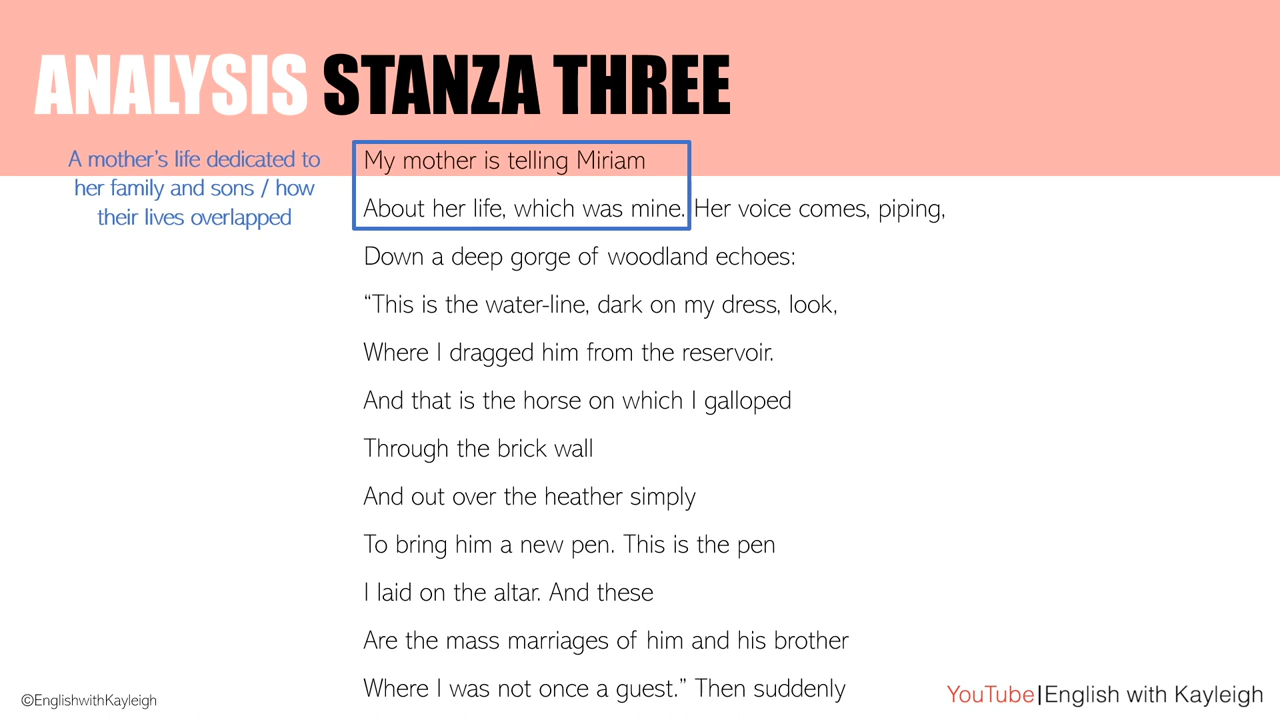 ANALYSIS STANZA THREE
A mother’s life dedicated to
her family and sons / how
their lives overlapped
My mother is telling Miriam
About her life, which was mine. Her voice comes, piping,
Down a deep gorge of woodland echoes:
“This is the water-line, dark on my dress, look,
Where I dragged him from the reservoir.
And that is the horse on which I galloped
Through the brick wall
And out over the heather simply
To bring him a new pen. This is the pen
I laid on the altar. And these
Are the mass marriages of him and his brother
Where I was not once a guest.” Then suddenly
©EnglishwithKayleigh
YouTube|English with Kayleigh